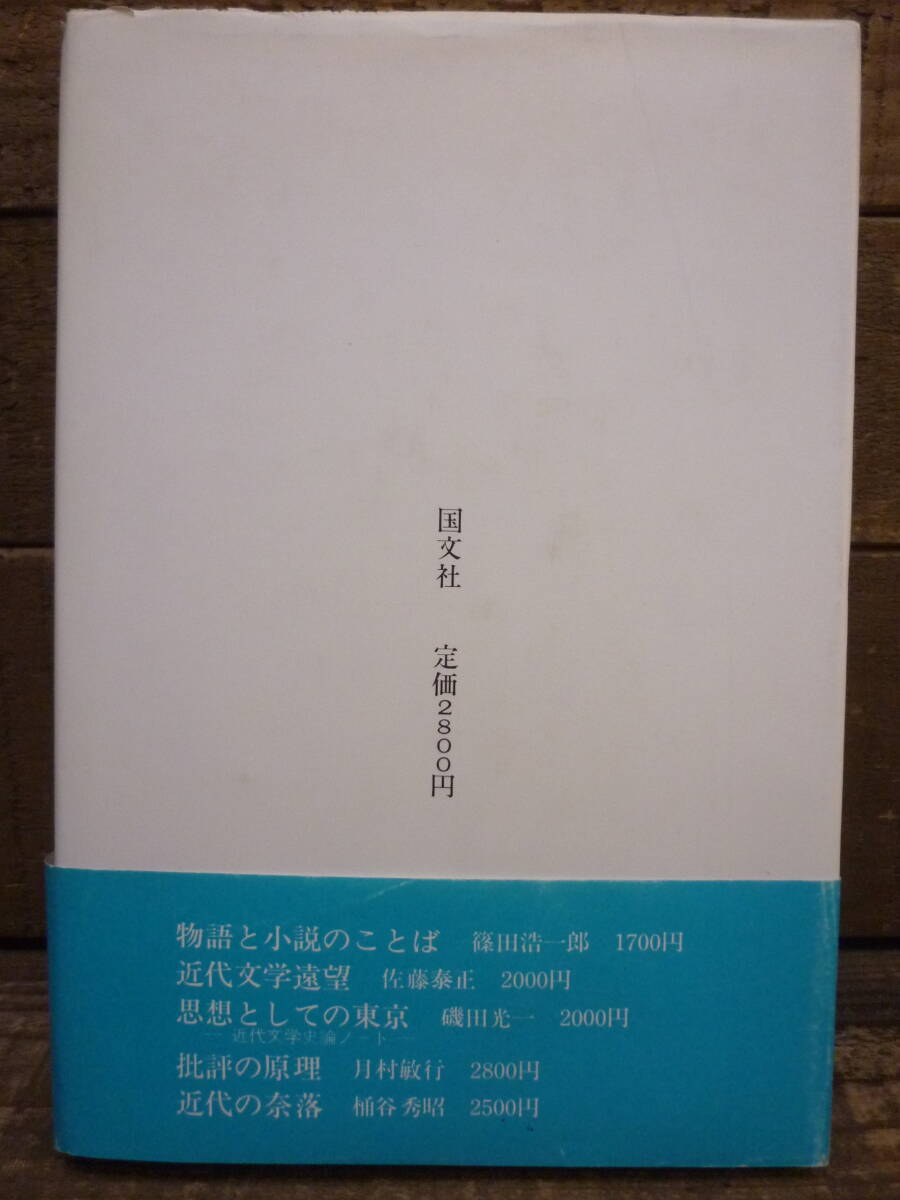 国文社　定価2800円
物語と小説のことば　篠田浩一郎　1700円
近代文学遠望　佐藤泰正　2000円
思想としての東京　磯田光一　2000円
―近代文学史論ノート―
批評の原理　月村敏行　2800円
近代の奈落　桶谷秀昭　2500円